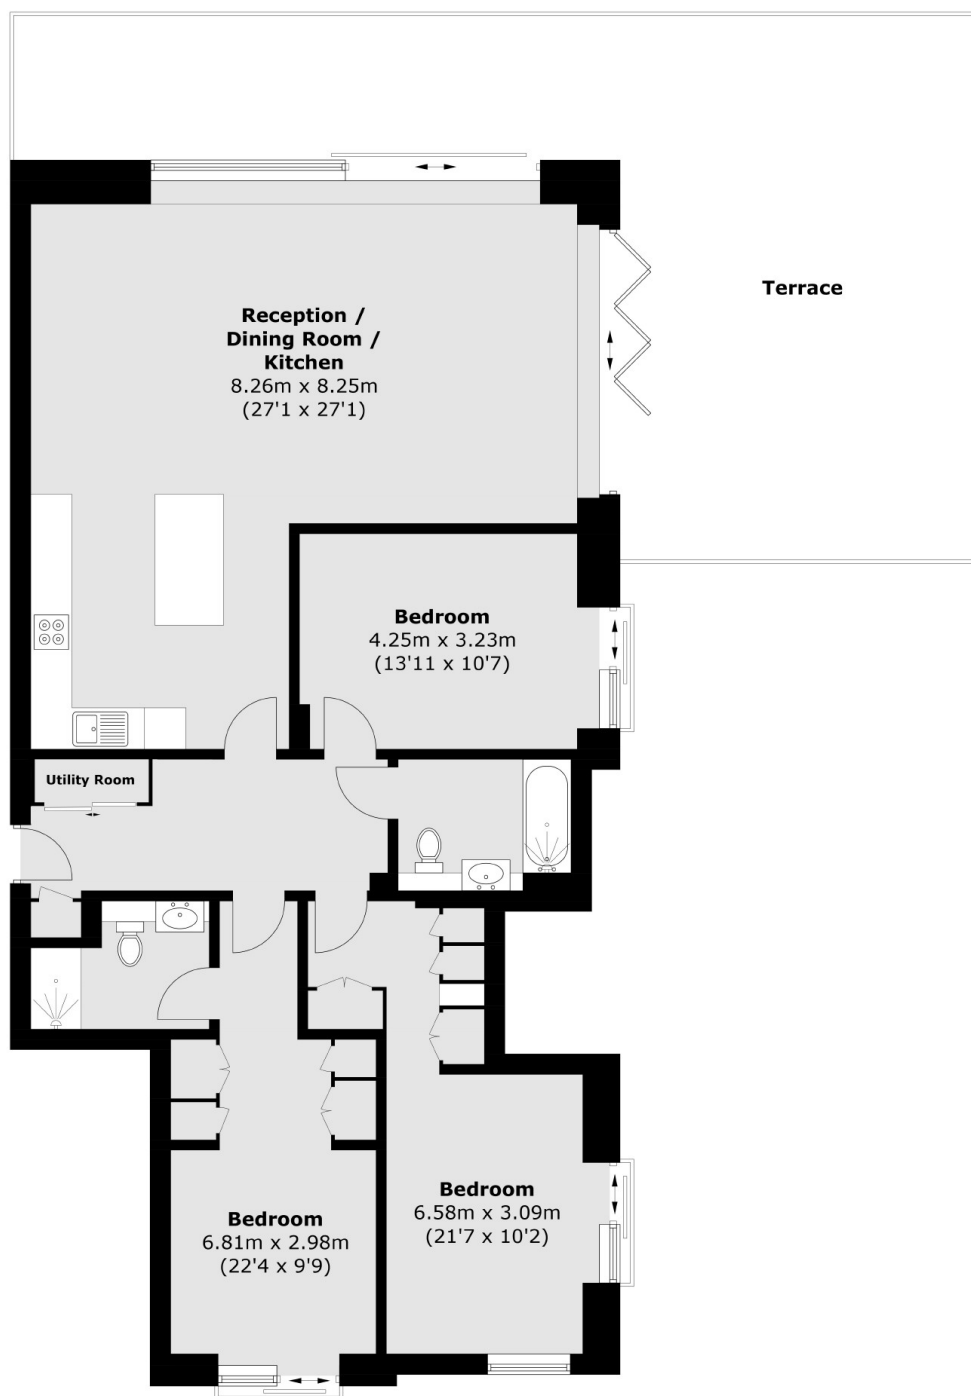 Terrace
Reception /
Dining Room /
Kitchen
8.26m x 8.25m
(27'1 x 27'1)
Bedroom
4.25m x 3.23m
(13'11 x 10'7)
Utility Room
Bedroom
6.58m x 3.09m
(21'7 x 10'2)
Bedroom
6.81m x 2.98m
(22'4 x 9'9)